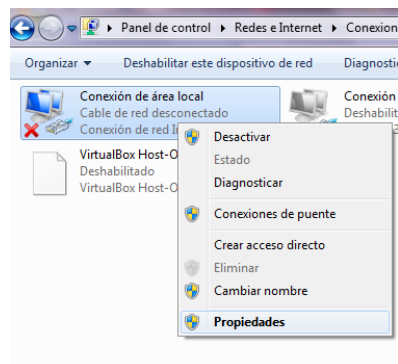 Panel de control ▸ Redes e Internet ▸ Conexion
Organizar Deshabilitar este dispositivo de red Diagnosti
Conexión de área local
Cable de red desconectado
Conexión de red I
Conexión
Deshabilit
VirtualBox Host-O
Deshabilitado
VirtualBox Host-O
Desactivar
Estado
Diagnosticar
Conexiones de puente
Crear acceso directo
Eliminar
Cambiar nombre
Propiedades